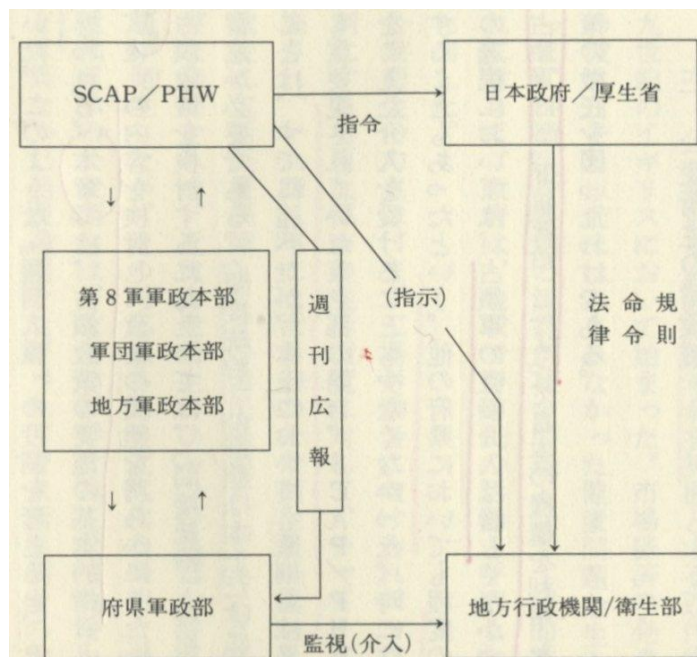 SCAP／PHW
指令
日本政府／厚生省
↓ ↑
第8軍軍政本部
軍団軍政本部
地方軍政本部
週刊広報
(指示)
法律
命令
規則
↓ ↑
府県軍政部
監視(介入)
地方行政機関/衛生部